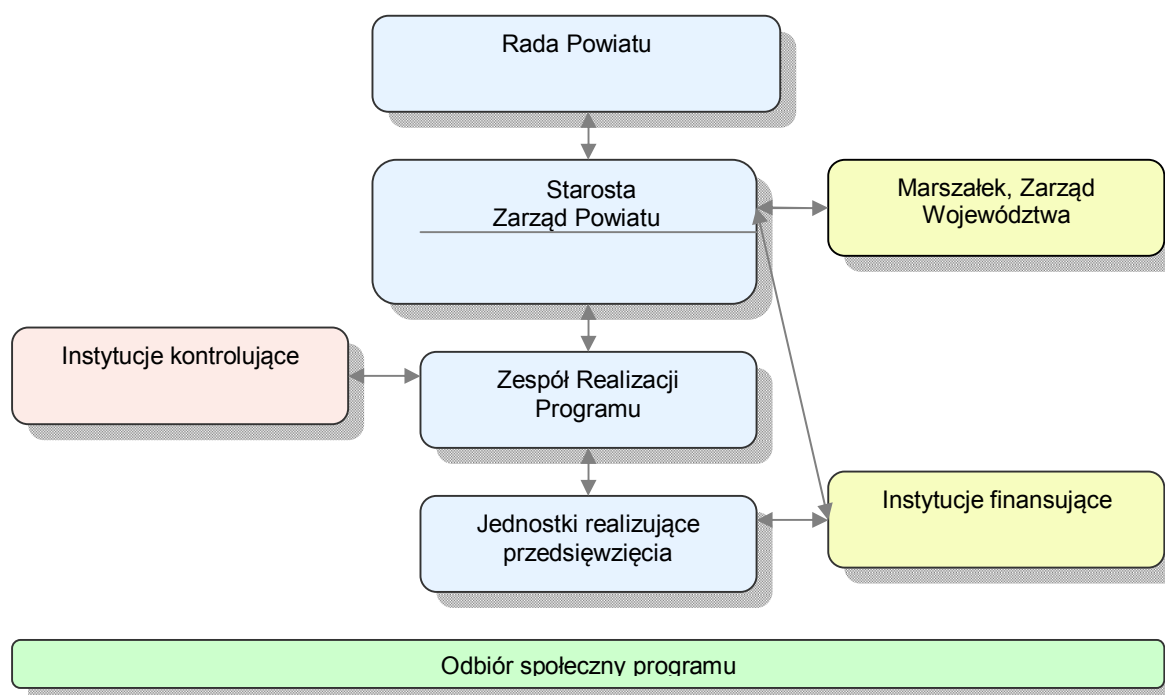 Rada Powiatu
Starosta
Zarząd Powiatu
Marszałek, Zarząd
Województwa
Instytucje kontrolujące
Zespół Realizacji
Programu
Jednostki realizujące
przedsięwzięcia
Instytucje finansujące
Odbiór społeczny programu